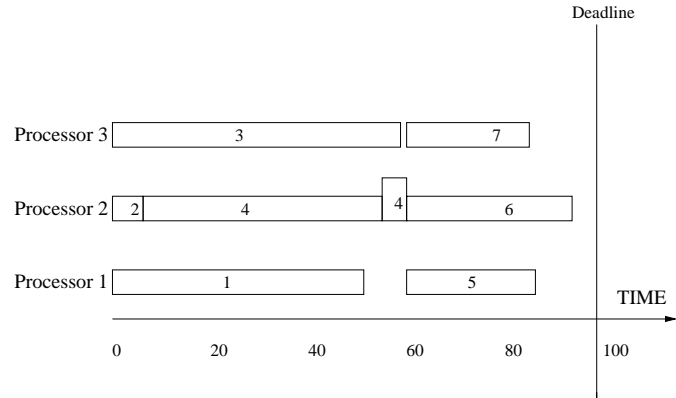 Deadline
Processor 3 3 7
Processor 2 2 4 4 6
Processor 1 1 5
TIME
0 20 40 60 80 100